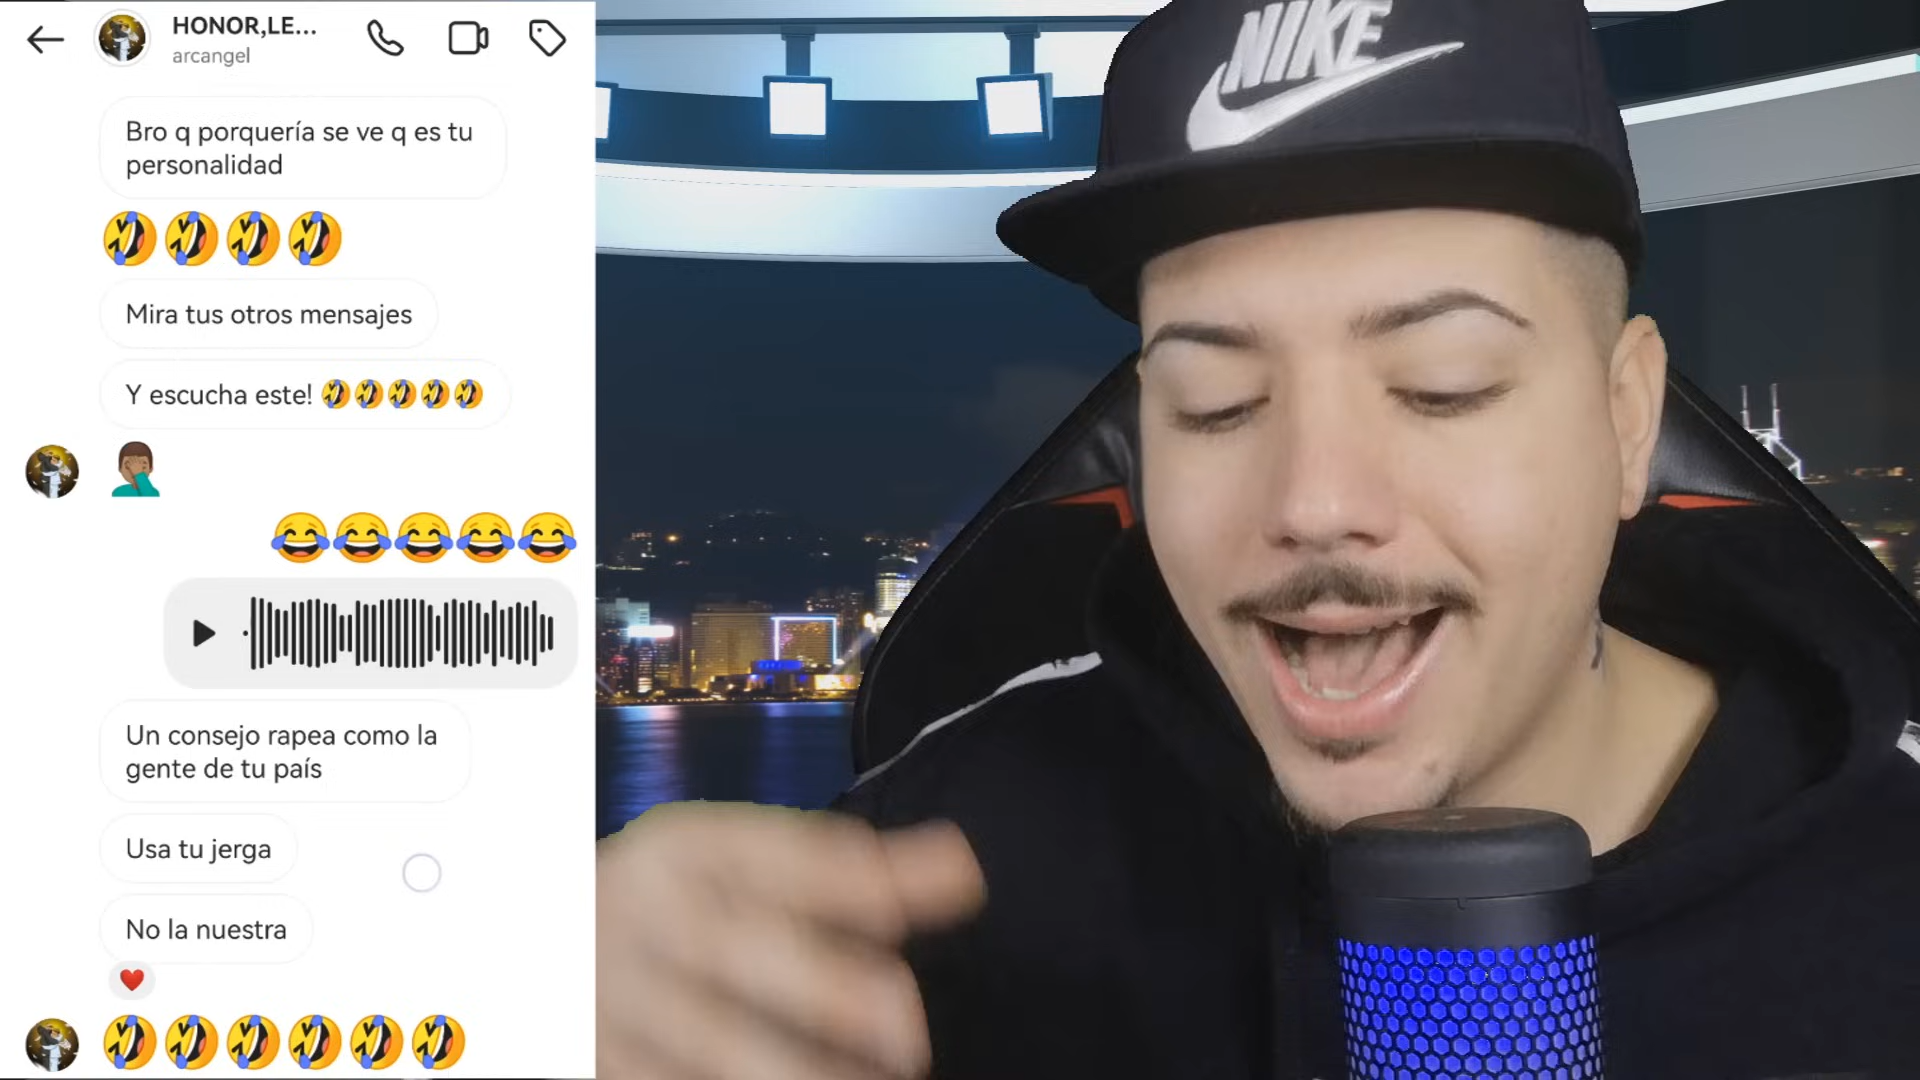 HONOR,LE...
arcangel
Bro q porquería se ve q es tu
personalidad
Mira tus otros mensajes
Y escucha este! 🤣🤣🤣🤣🤣
Un consejo rapea como la
gente de tu país
Usa tu jerga
No la nuestra
NIKE